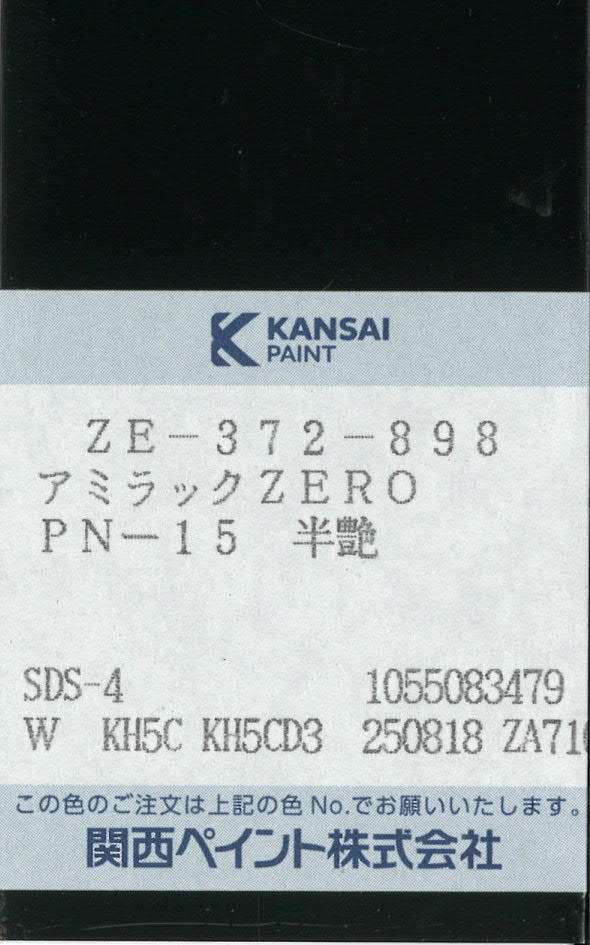 KANSAI
PAINT
ZE-372-898
アミラックZERO
PN-15 半艶
SDS-4 1055083479
W KH5C KH5CD3 250818 ZA710
この色のご注文は上記の色No.でお願いいたします。
関西ペイント株式会社